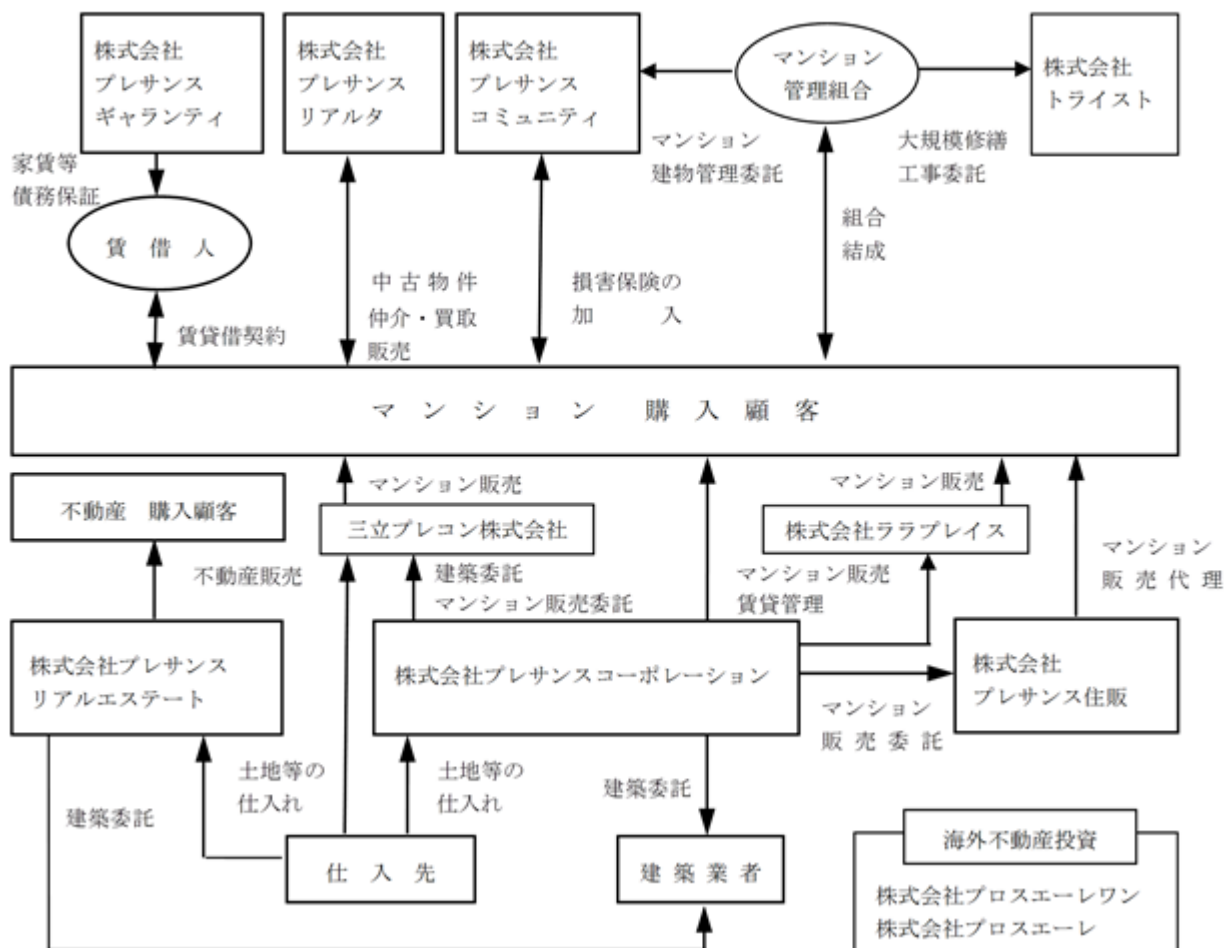 株式会社
プレサンス
ギャランティ
株式会社
プレサンス
リアルタ
株式会社
プレサンス
コミュニティ
マンション
管理組合
株式会社
トライスト
家賃等
債務保証
マンション
建物管理委託
大規模修繕
工事委託
賃借人
組合
結成
中古物件
仲介・買取
販売
損害保険の
加入
賃貸借契約
マンション 購入顧客
不動産 購入顧客
マンション販売
マンション販売
三立プレコン株式会社
株式会社ララプレイス
不動産販売
建築委託
マンション販売委託
マンション販売
賃貸管理
マンション
販売代理
株式会社プレサンス
リアルエステート
株式会社プレサンスコーポレーション
株式会社
プレサンス住販
マンション
販売委託
土地等の
仕入れ
土地等の
仕入れ
建築委託
建築委託
仕入先
建築業者
海外不動産投資
株式会社プロスエーレワン
株式会社プロスエーレ